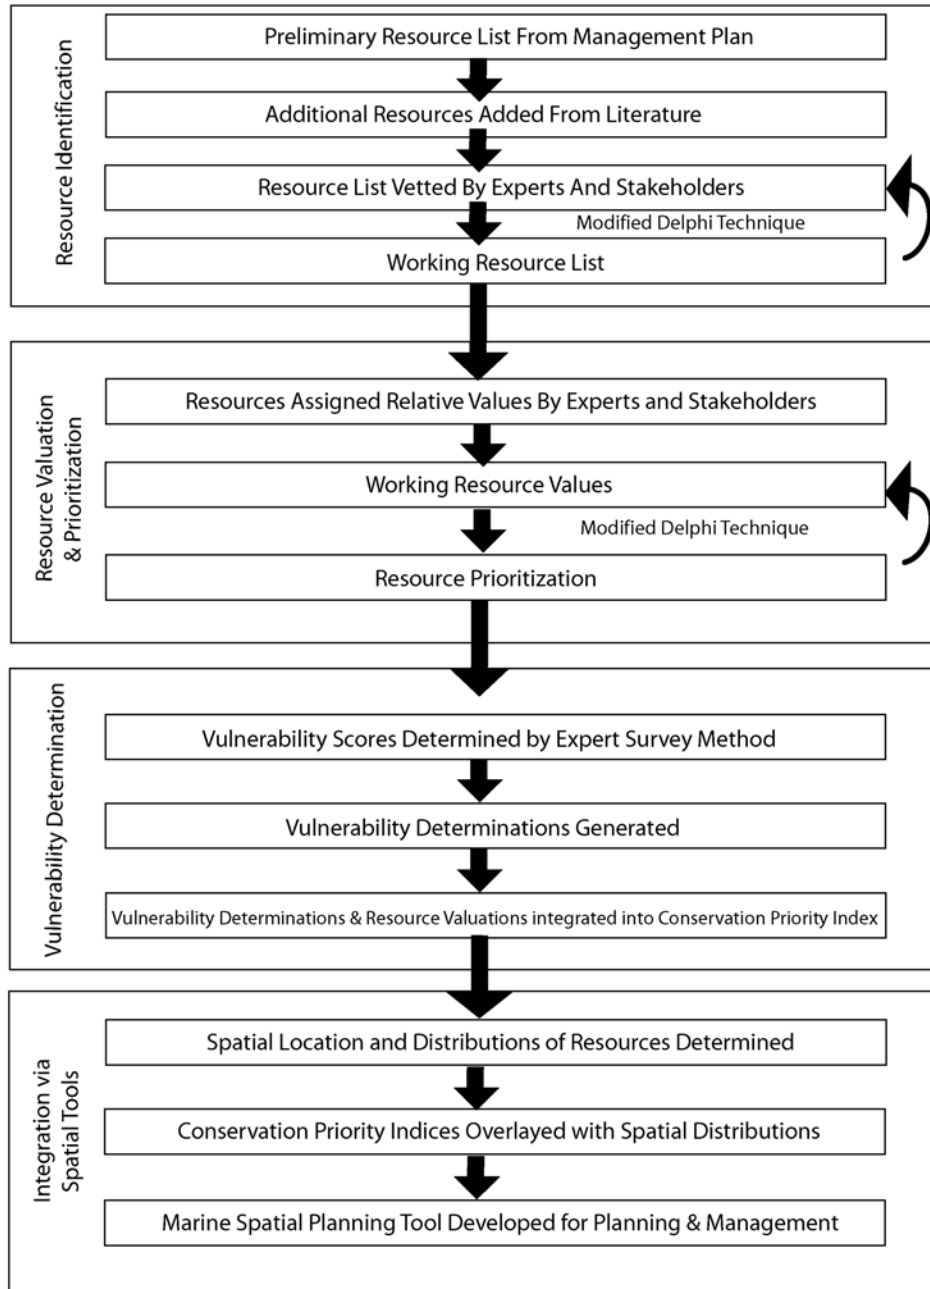 Resource Identification
Preliminary Resource List From Management Plan
Additional Resources Added From Literature
Resource List Vetted By Experts And Stakeholders
Modified Delphi Technique
Working Resource List
Resource Valuation
& Prioritization
Resources Assigned Relative Values By Experts and Stakeholders
Working Resource Values
Modified Delphi Technique
Resource Prioritization
Vulnerability Determination
Vulnerability Scores Determined by Expert Survey Method
Vulnerability Determinations Generated
Vulnerability Determinations & Resource Valuations integrated into Conservation Priority Index
Integration via
Spatial Tools
Spatial Location and Distributions of Resources Determined
Conservation Priority Indices Overlayed with Spatial Distributions
Marine Spatial Planning Tool Developed for Planning & Management